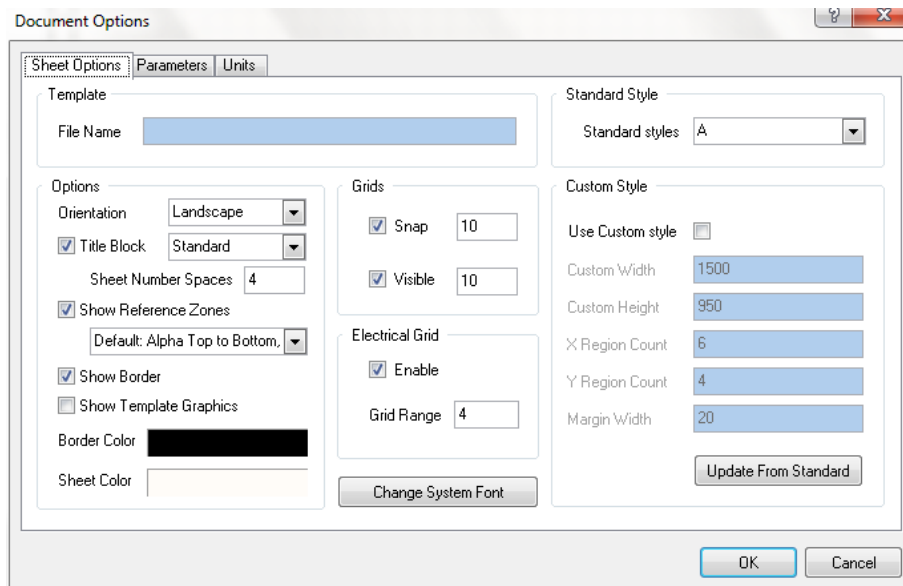 Document Options
?
X
Sheet Options Parameters Units
Template
File Name
Standard Style
Standard styles A
Options
Orientation Landscape
Title Block Standard
Sheet Number Spaces 4
Show Reference Zones
Default: Alpha Top to Bottom,
Show Border
Show Template Graphics
Border Color
Sheet Color
Grids
Snap 10
Visible 10
Electrical Grid
Enable
Grid Range 4
Change System Font
Custom Style
Use Custom style
Custom Width 1500
Custom Height 950
X Region Count 6
Y Region Count 4
Margin Width 20
Update From Standard
OK Cancel